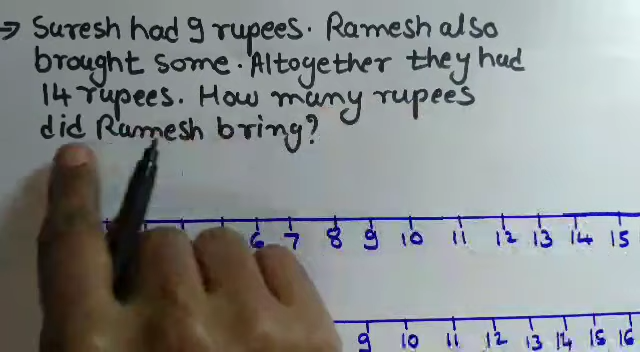 → Suresh had 9 rupees. Ramesh also
brought some. Altogether they had
14 rupees. How many rupees
did Ramesh bring?
6 7 8 9 10 11 12 13 14 15
9 10 11 12 13 14 15 16